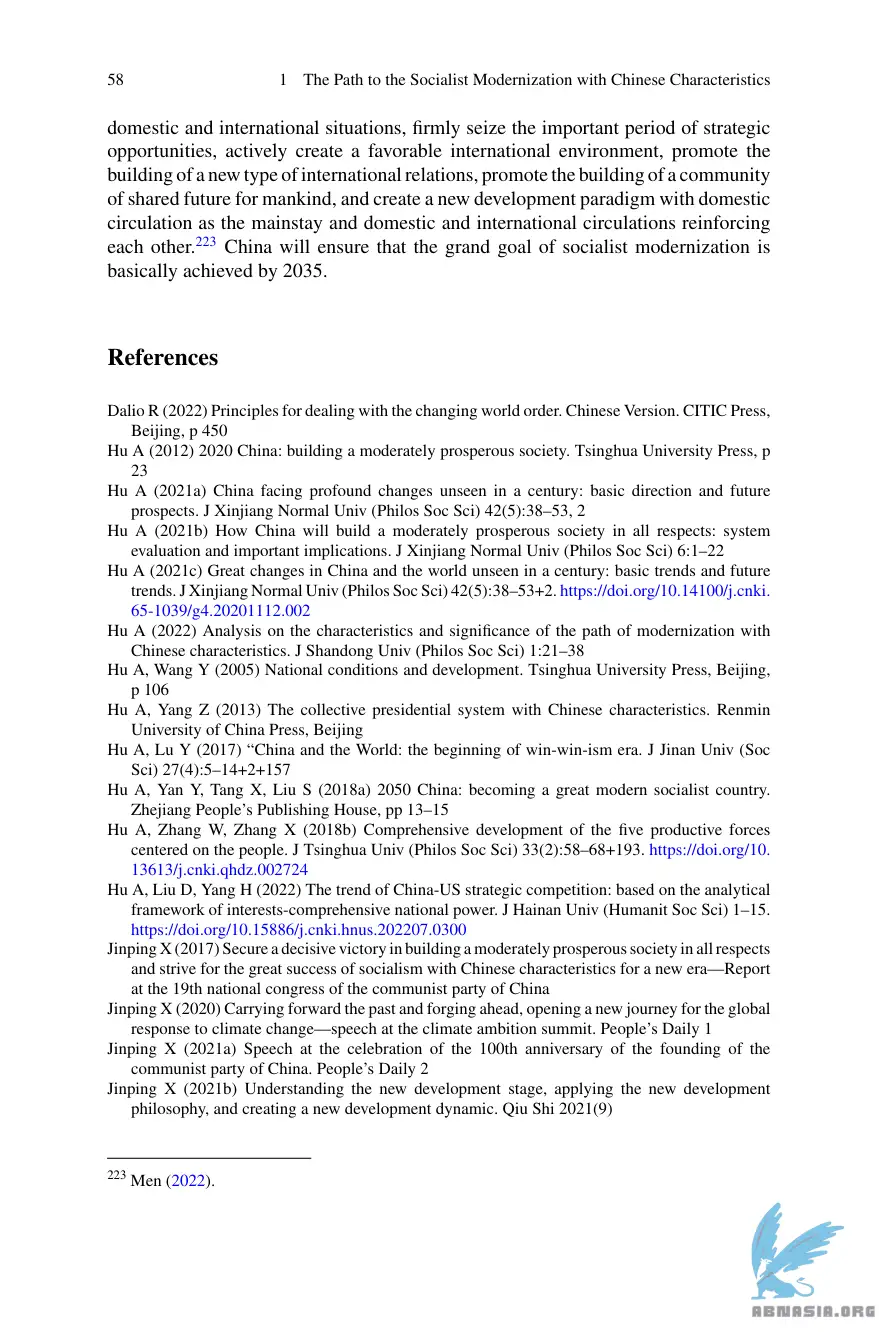 58 1 The Path to the Socialist Modernization with Chinese Characteristics
domestic and international situations, firmly seize the important period of strategic
opportunities, actively create a favorable international environment, promote the
building of a new type of international relations, promote the building of a community
of shared future for mankind, and create a new development paradigm with domestic
circulation as the mainstay and domestic and international circulations reinforcing
each other.223 China will ensure that the grand goal of socialist modernization is
basically achieved by 2035.
References
Dalio R (2022) Principles for dealing with the changing world order. Chinese Version. CITIC Press,
Beijing, p 450
Hu A (2012) 2020 China: building a moderately prosperous society. Tsinghua University Press, p
23
Hu A (2021a) China facing profound changes unseen in a century: basic direction and future
prospects. J Xinjiang Normal Univ (Philos Soc Sci) 42(5):38–53, 2
Hu A (2021b) How China will build a moderately prosperous society in all respects: system
evaluation and important implications. J Xinjiang Normal Univ (Philos Soc Sci) 6:1–22
Hu A (2021c) Great changes in China and the world unseen in a century: basic trends and future
trends. J Xinjiang Normal Univ (Philos Soc Sci) 42(5):38–53+2. https://doi.org/10.14100/j.cnki.
65-1039/g4.20201112.002
Hu A (2022) Analysis on the characteristics and significance of the path of modernization with
Chinese characteristics. J Shandong Univ (Philos Soc Sci) 1:21–38
Hu A, Wang Y (2005) National conditions and development. Tsinghua University Press, Beijing,
p 106
Hu A, Yang Z (2013) The collective presidential system with Chinese characteristics. Renmin
University of China Press, Beijing
Hu A, Lu Y (2017) “China and the World: the beginning of win-win-ism era. J Jinan Univ (Soc
Sci) 27(4):5–14+2+157
Hu A, Yan Y, Tang X, Liu S (2018a) 2050 China: becoming a great modern socialist country.
Zhejiang People’s Publishing House, pp 13–15
Hu A, Zhang W, Zhang X (2018b) Comprehensive development of the five productive forces
centered on the people. J Tsinghua Univ (Philos Soc Sci) 33(2):58–68+193. https://doi.org/10.
13613/j.cnki.qhdz.002724
Hu A, Liu D, Yang H (2022) The trend of China-US strategic competition: based on the analytical
framework of interests-comprehensive national power. J Hainan Univ (Humanit Soc Sci) 1–15.
https://doi.org/10.15886/j.cnki.hnus.202207.0300
Jinping X (2017) Secure a decisive victory in building a moderately prosperous society in all respects
and strive for the great success of socialism with Chinese characteristics for a new era—Report
at the 19th national congress of the communist party of China
Jinping X (2020) Carrying forward the past and forging ahead, opening a new journey for the global
response to climate change—speech at the climate ambition summit. People’s Daily 1
Jinping X (2021a) Speech at the celebration of the 100th anniversary of the founding of the
communist party of China. People’s Daily 2
Jinping X (2021b) Understanding the new development stage, applying the new development
philosophy, and creating a new development dynamic. Qiu Shi 2021(9)
223 Men (2022).
ABNASIA.ORG